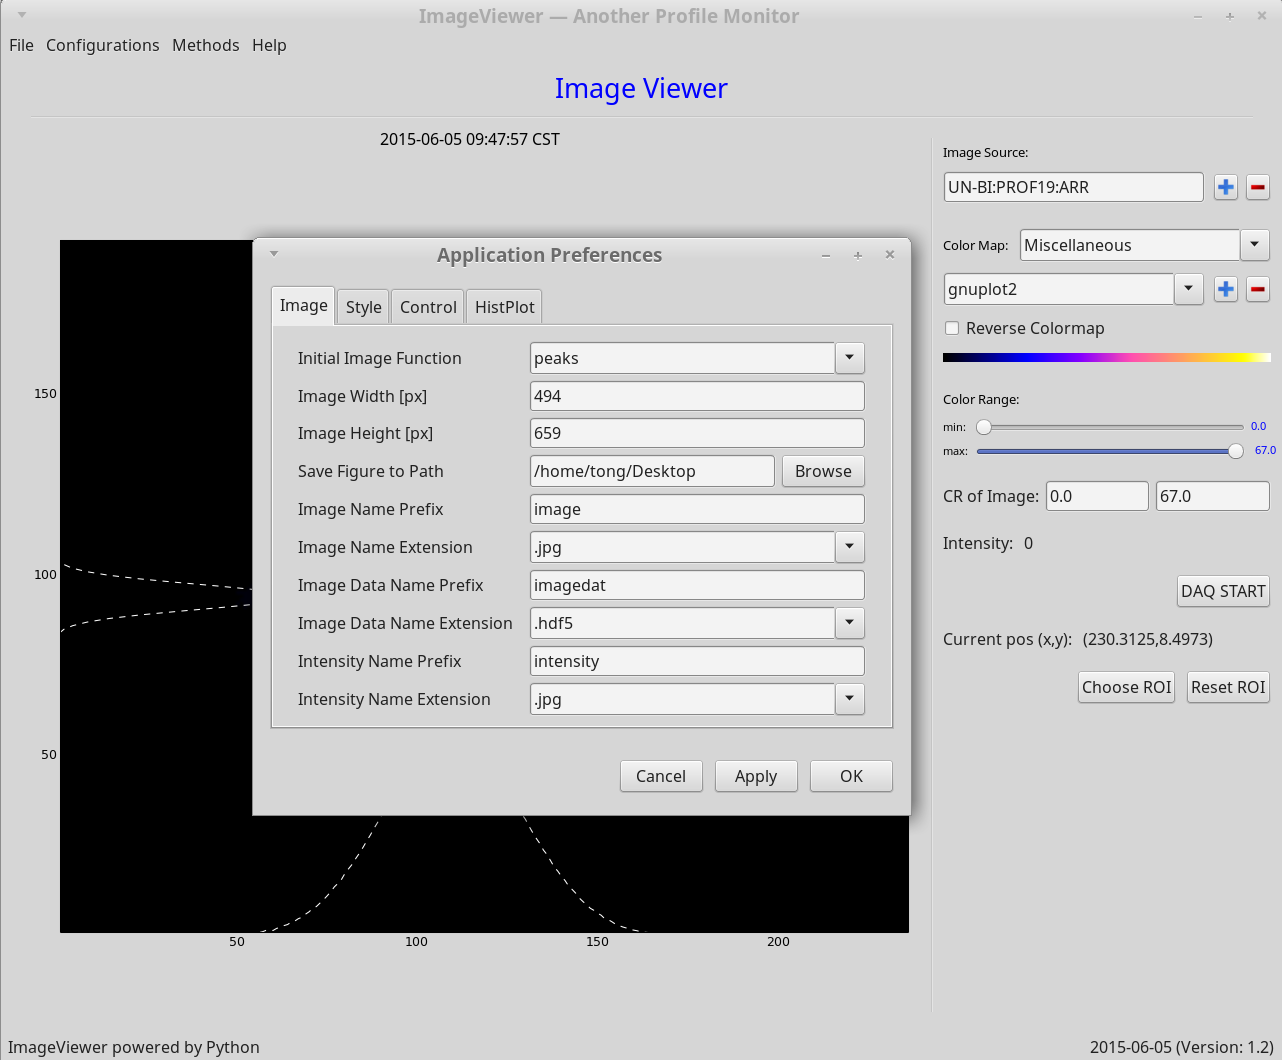 ImageViewer — Another Profile Monitor
File Configurations Methods Help
Image Viewer
2015-06-05 09:47:57 CST
150
100
50
50 100 150 200
Application Preferences
Image Style Control HistPlot
Initial Image Function peaks
Image Width [px] 494
Image Height [px] 659
Save Figure to Path /home/tong/Desktop Browse
Image Name Prefix image
Image Name Extension .jpg
Image Data Name Prefix imagedat
Image Data Name Extension .hdf5
Intensity Name Prefix intensity
Intensity Name Extension .jpg
Cancel Apply OK
Image Source:
UN-BI:PROF19:ARR
Color Map: Miscellaneous
gnuplot2
Reverse Colormap
Color Range:
min: 0.0
max: 67.0
CR of Image: 0.0 67.0
Intensity: 0
DAQ START
Current pos (x,y): (230.3125,8.4973)
Choose ROI Reset ROI
ImageViewer powered by Python
2015-06-05 (Version: 1.2)